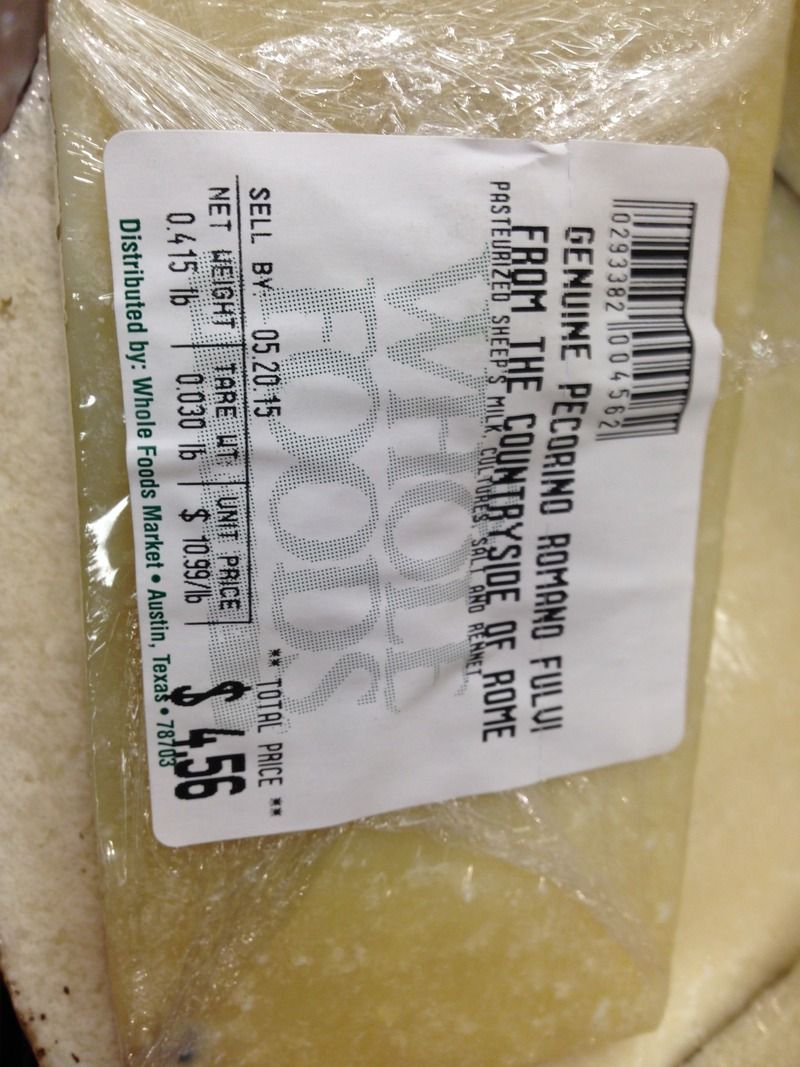 0293382 004562
GENUINE PECORINO ROMANO FULVI
FROM THE COUNTRYSIDE OF ROME
PASTEURIZED SHEEP'S MILK, CULTURES, SALT AND RENNET
WHOLE
FOODS
SELL BY: 05.20.15
** TOTAL PRICE **
NET WEIGHT TARE WT. UNIT PRICE
0.415 lb 0.030 lb $ 10.99/lb $ 4.56
Distributed by: Whole Foods Market • Austin, Texas • 78703